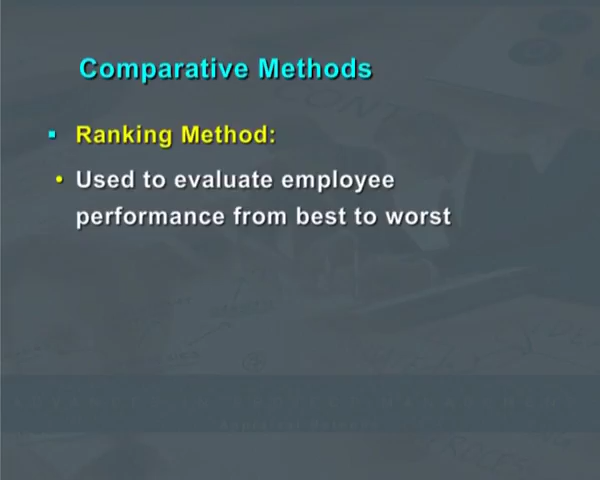 Comparative Methods
▪ Ranking Method:
• Used to evaluate employee
performance from best to worst